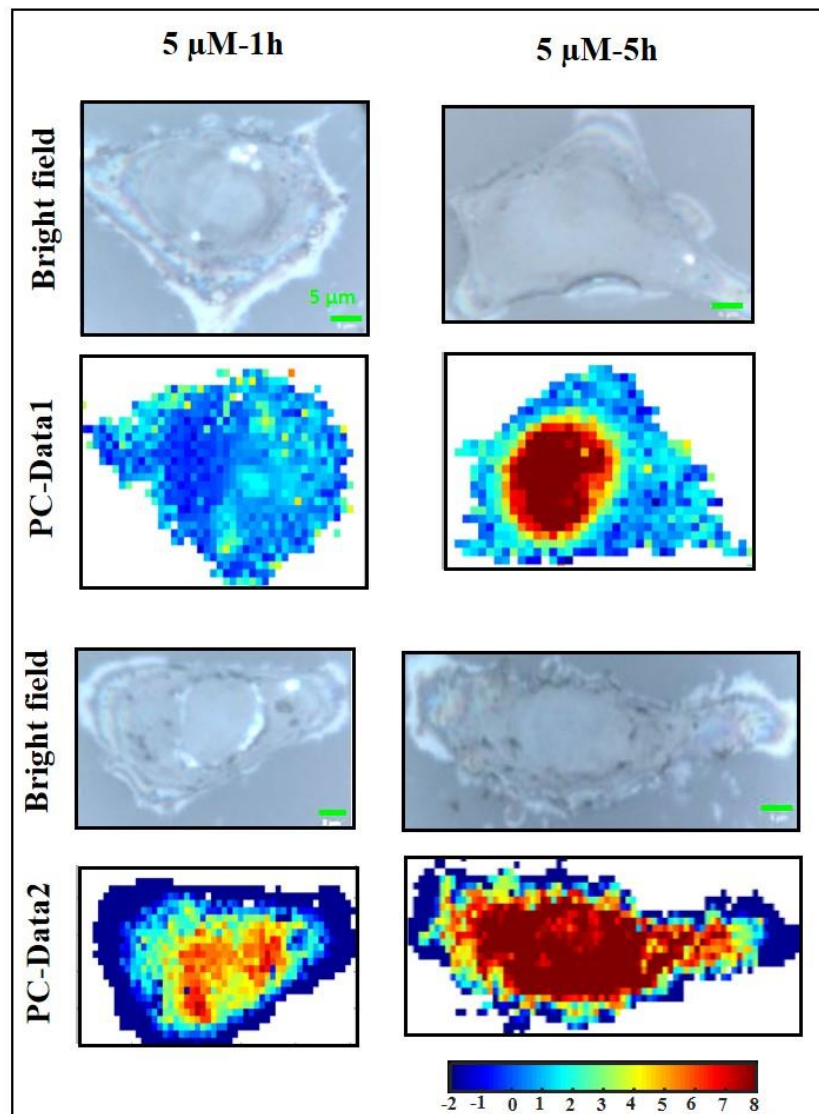 5 μM-1h
5 μM-5h
Bright field
5 μm
PC-Data1
Bright field
PC-Data2
-2 -1 0 1 2 3 4 5 6 7 8